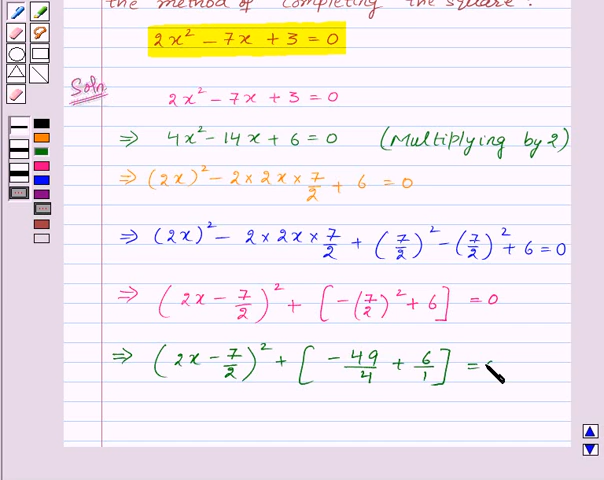 the method of completing the square.
2x² - 7x + 3 = 0
Soln
2x² - 7x + 3 = 0
⇒ 4x² - 14x + 6 = 0 (Multiplying by 2)
⇒ (2x)² - 2 × 2x × 7/2 + 6 = 0
⇒ (2x)² - 2 × 2x × 7/2 + (7/2)² - (7/2)² + 6 = 0
⇒ (2x - 7/2)² + [-(7/2)² + 6] = 0
⇒ (2x - 7/2)² + [-49/4 + 6/1] =